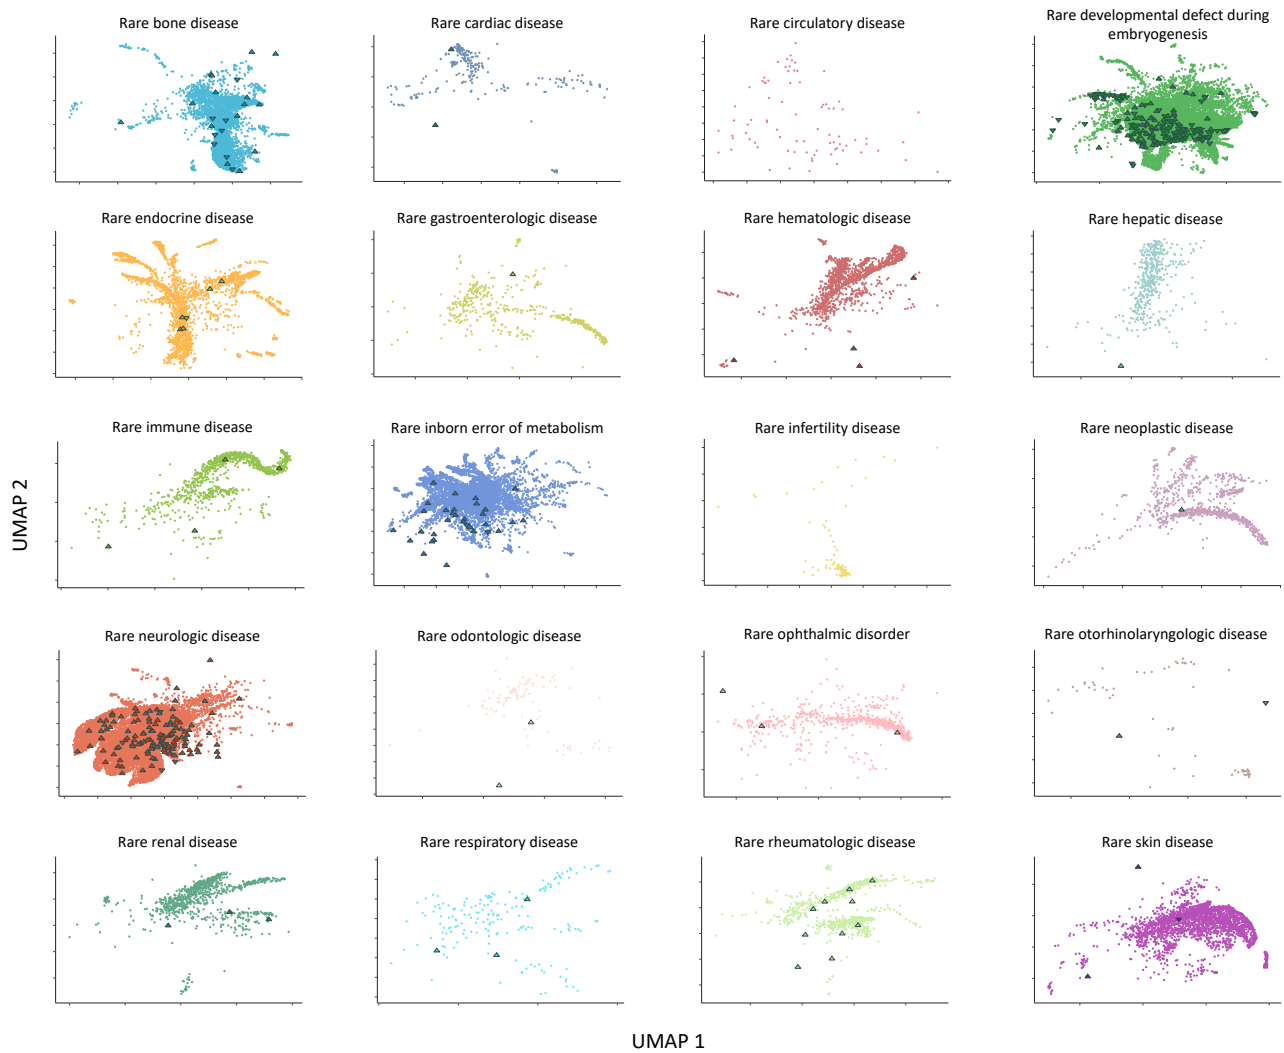 Rare bone disease
Rare cardiac disease
Rare circulatory disease
Rare developmental defect during
embryogenesis
Rare endocrine disease
Rare gastroenterologic disease
Rare hematologic disease
Rare hepatic disease
Rare immune disease
Rare inborn error of metabolism
Rare infertility disease
Rare neoplastic disease
UMAP 2
Rare neurologic disease
Rare odontologic disease
Rare ophthalmic disorder
Rare otorhinolaryngologic disease
Rare renal disease
Rare respiratory disease
Rare rheumatologic disease
Rare skin disease
UMAP 1